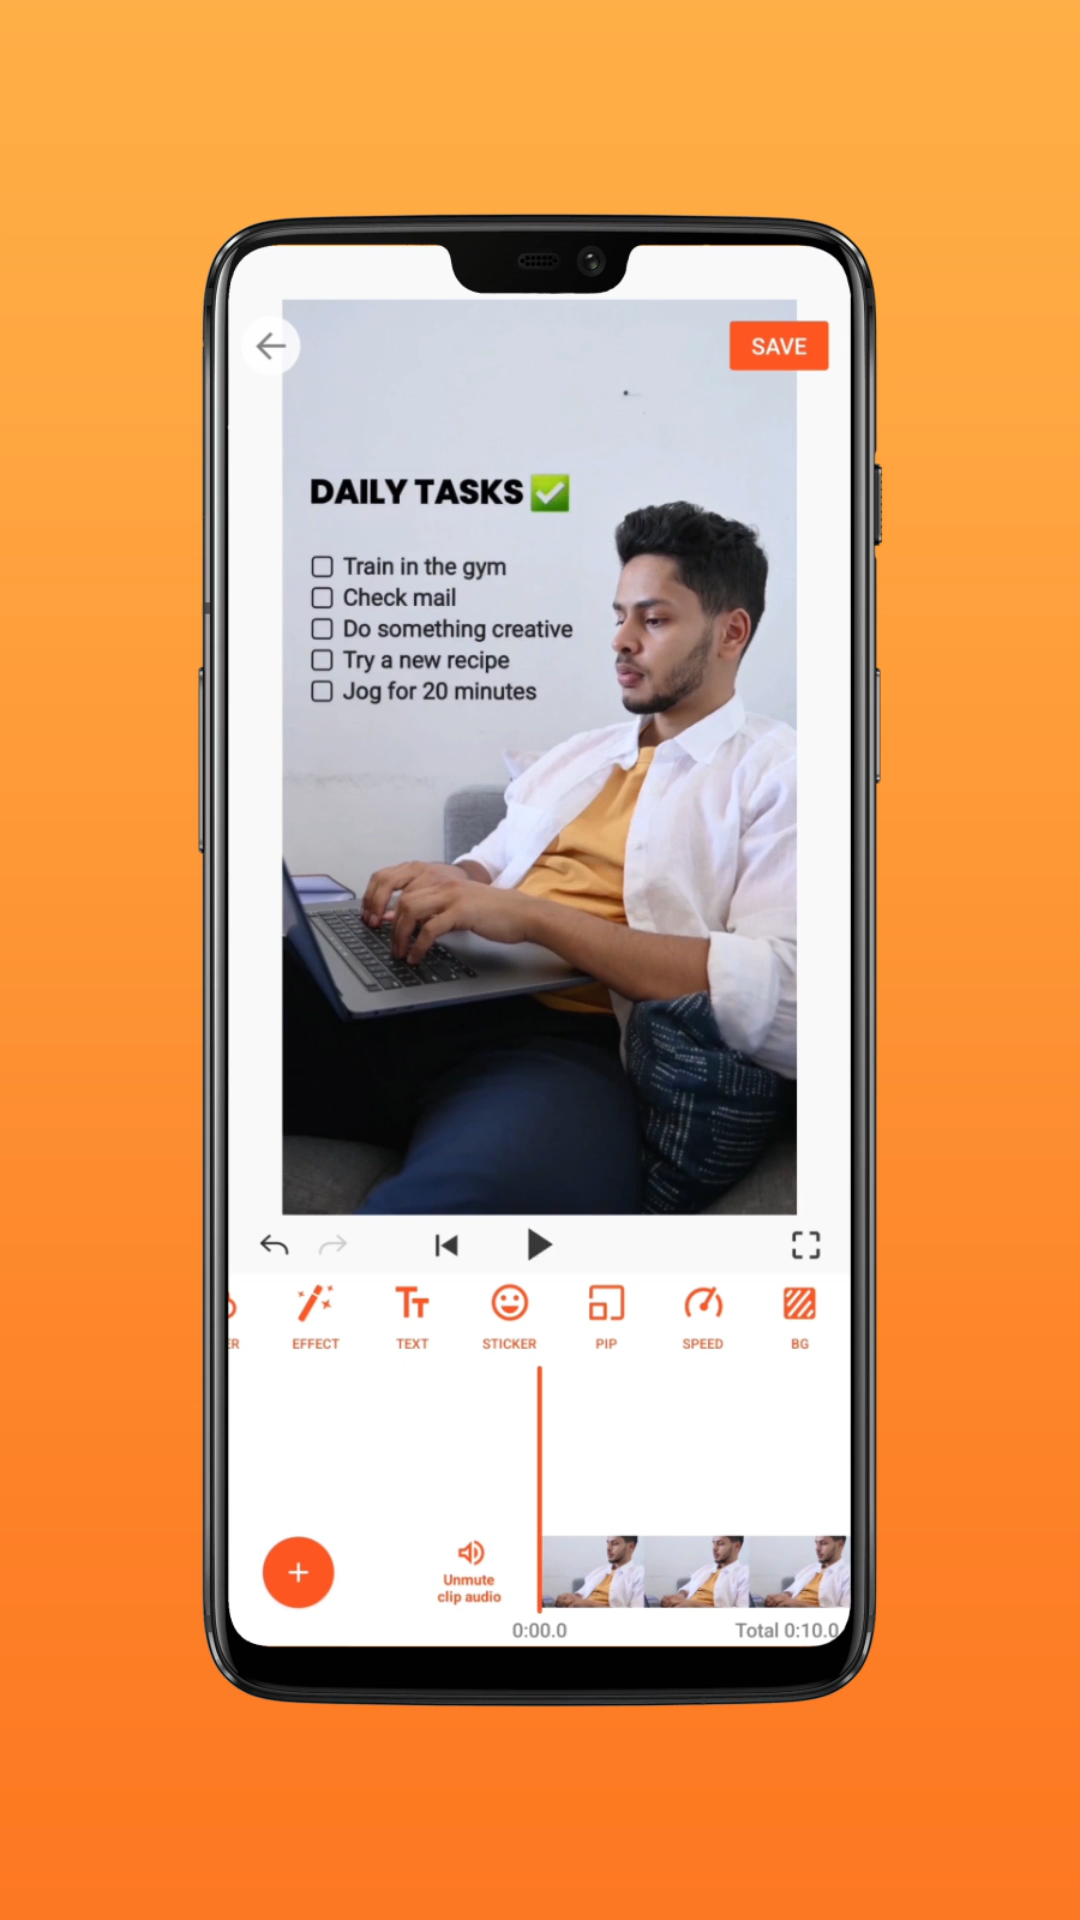 SAVE
DAILY TASKS ✅
Train in the gym
Check mail
Do something creative
Try a new recipe
Jog for 20 minutes
ER
EFFECT
TEXT
STICKER
PIP
SPEED
BG
Unmute
clip audio
0:00.0
Total 0:10.0